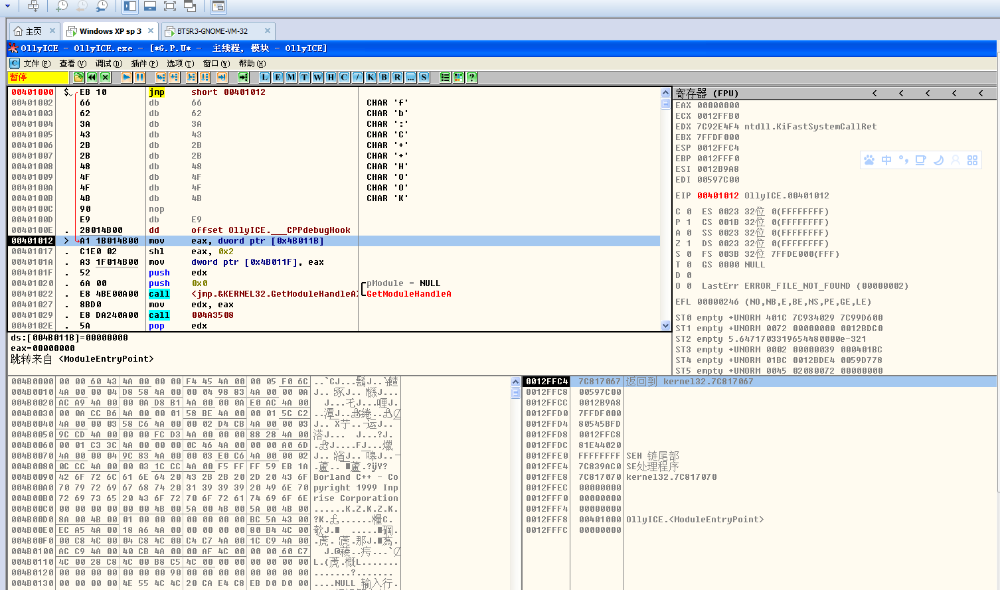 主页 Windows XP sp 3 BT5R3-GNOME-VM-32
OllyICE - OllyICE.exe - [*G.P.U* - 主线程, 模块 - OllyICE]
文件(F) 查看(V) 调试(D) 插件(P) 选项(T) 窗口(W) 帮助(H)
暂停 L E M T W H C / K B R ... S ?
00401000 $ EB 10 jmp short 00401012
00401002 66 db 66 CHAR 'f'
00401003 62 db 62 CHAR 'b'
00401004 3A db 3A CHAR ':'
00401005 43 db 43 CHAR 'C'
00401006 2B db 2B CHAR '+'
00401007 2B db 2B CHAR '+'
00401008 48 db 48 CHAR 'H'
00401009 4F db 4F CHAR 'O'
0040100A 4F db 4F CHAR 'O'
0040100B 4B db 4B CHAR 'K'
0040100C 90 nop
0040100D E9 db E9
0040100E . 28014B00 dd offset OllyICE.___CPPdebugHook
00401012 > A1 1B014B00 mov eax, dword ptr [0x4B011B]
00401017 . C1E0 02 shl eax, 0x2
0040101A . A3 1F014B00 mov dword ptr [0x4B011F], eax
0040101F . 52 push edx
00401020 . 6A 00 push 0x0 pModule = NULL
00401022 . E8 4BE00A00 call <jmp.&KERNEL32.GetModuleHandleA> GetModuleHandleA
00401027 . 8BD0 mov edx, eax
00401029 . E8 DA240A00 call 004A3508
0040102E . 5A pop edx
ds:[004B011B]=00000000
eax=00000000
跳转来自 <ModuleEntryPoint>
寄存器 (FPU) < < < < <
EAX 00000000
ECX 0012FFB0
EDX 7C92E4F4 ntdll.KiFastSystemCallRet
EBX 7FFDF000
ESP 0012FFC4
EBP 0012FFF0
ESI 0012B9A8
EDI 00597C00
中
EIP 00401012 OllyICE.00401012
C 0 ES 0023 32位 0(FFFFFFFF)
P 1 CS 001B 32位 0(FFFFFFFF)
A 0 SS 0023 32位 0(FFFFFFFF)
Z 1 DS 0023 32位 0(FFFFFFFF)
S 0 FS 003B 32位 7FFDE000(FFF)
T 0 GS 0000 NULL
D 0
O 0 LastErr ERROR_FILE_NOT_FOUND (00000002)
EFL 00000246 (NO,NB,E,BE,NS,PE,GE,LE)
ST0 empty +UNORM 401C 7C934029 7C99D600
ST1 empty +UNORM 0072 00000000 0012BDC0
ST2 empty 5.6471703319654480000e-321
ST3 empty +UNORM 0002 00000039 000401BC
ST4 empty +UNORM 01BC 0012BDE4 0059D778
ST5 empty +UNORM 0045 02080072 00000000
004B0000 00 00 60 43 4A 00 00 00 F4 45 4A 00 00 05 F0 6C
004B0010 4A 00 00 04 D8 58 4A 00 00 04 98 83 4A 00 00 0A
004B0020 AC A9 4A 00 00 0A D8 B1 4A 00 00 0A E0 AC 4A 00
004B0030 00 0A CC B6 4A 00 00 01 58 BE 4A 00 00 01 5C C2
004B0040 4A 00 00 03 58 C6 4A 00 00 02 D4 CB 4A 00 00 03
004B0050 9C CD 4A 00 00 00 FC D3 4A 00 00 00 88 28 4A 00
004B0060 00 01 C3 3C 4A 00 00 00 0C 46 4A 00 00 00 A0 6D
004B0070 4A 00 00 04 9C 83 4A 00 00 03 E0 C6 4A 00 00 02
004B0080 0C CC 4A 00 00 03 1C CC 4A 00 F5 FF FF 59 EB 1A
004B0090 42 6F 72 6C 61 6E 64 20 43 2B 2B 20 2D 20 43 6F Borland C++ - Co
004B00A0 70 79 72 69 67 68 74 20 31 39 39 39 20 49 6E 70 pyright 1999 Inp
004B00B0 72 69 73 65 20 43 6F 72 70 6F 72 61 74 69 6F 6E rise Corporation
004B00C0 00 00 00 00 00 00 4B 00 5A 00 4B 00 5A 00 4B 00 ......K.Z.K.Z.K.
004B00D0 8A 00 4B 00 01 00 00 00 00 00 00 00 BC 5A 43 00
004B00E0 EC A5 4A 00 18 A6 4A 00 00 00 00 00 80 B4 4C 00
004B00F0 00 C8 4C 00 04 C8 4C 00 C4 C7 4A 00 1C C9 4A 00
004B0100 AC C9 4A 00 40 CB 4A 00 00 AF 4C 00 00 00 60 C7
004B0110 4C 00 28 C8 4C 00 B8 C5 4C 00 00 00 00 00 00 00
004B0120 00 00 00 00 00 00 00 90 00 00 00 00 00 00 00 00 .......?........
004B0130 00 00 00 00 4E 55 4C 4C 20 CA E4 C8 EB D0 D0 00 ....NULL 输入行.
0012FFC4 7C817067 返回到 kernel32.7C817067
0012FFC8 00597C00
0012FFCC 0012B9A8
0012FFD0 7FFDF000
0012FFD4 80545BFD
0012FFD8 0012FFC8
0012FFDC 81E44020
0012FFE0 FFFFFFFF SEH 链尾部
0012FFE4 7C839AC0 SE处理程序
0012FFE8 7C817070 kernel32.7C817070
0012FFEC 00000000
0012FFF0 00000000
0012FFF4 00000000
0012FFF8 00401000 OllyICE.<ModuleEntryPoint>
0012FFFC 00000000